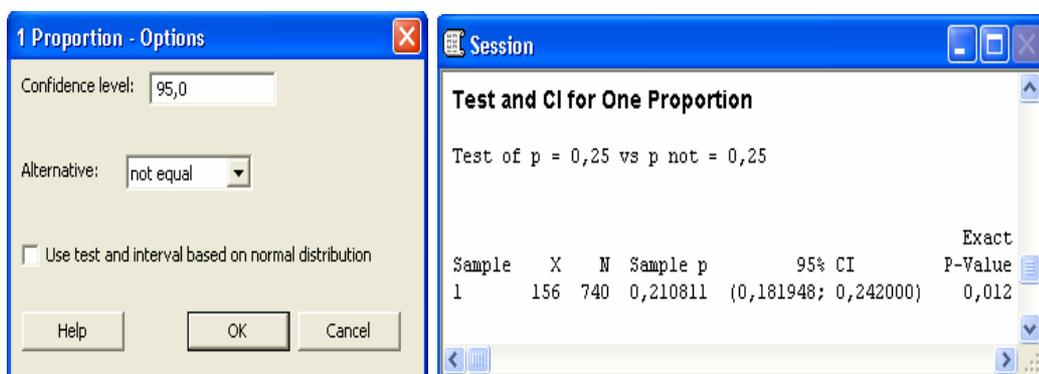 1 Proportion - Options
Confidence level: 95,0
Alternative: not equal
Use test and interval based on normal distribution
Help OK Cancel
Session
Test and CI for One Proportion
Test of p = 0,25 vs p not = 0,25
Exact
Sample X N Sample p 95% CI P-Value
1 156 740 0,210811 (0,181948; 0,242000) 0,012